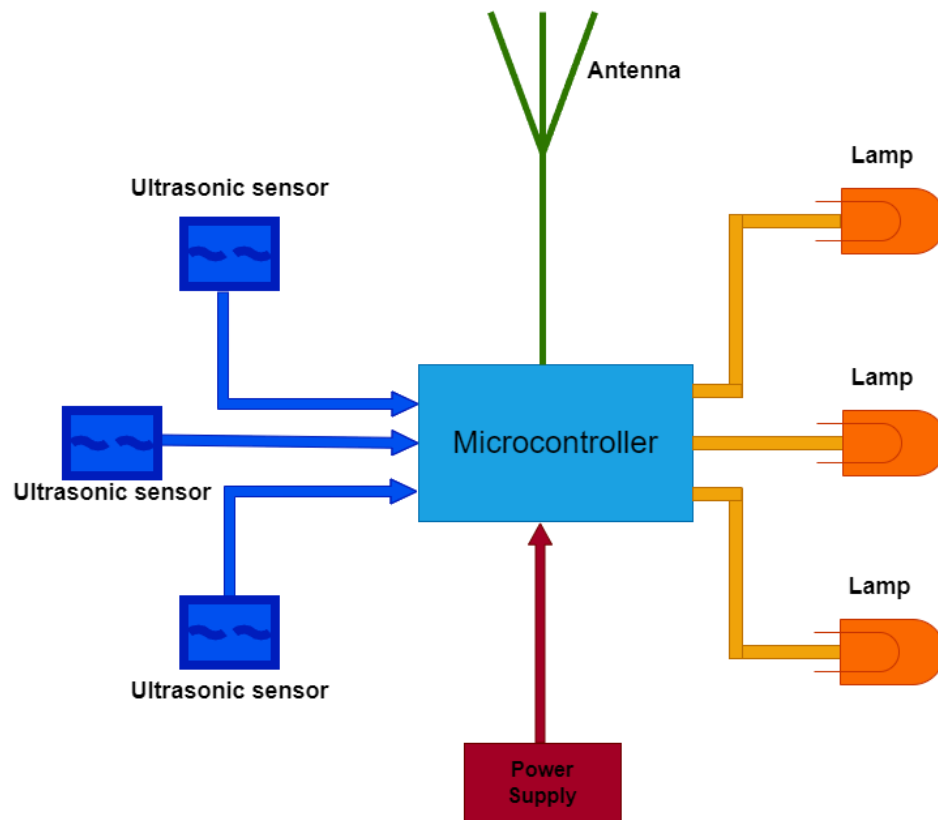 Antenna
Lamp
Ultrasonic sensor
Lamp
Microcontroller
Ultrasonic sensor
Lamp
Ultrasonic sensor
Power
Supply